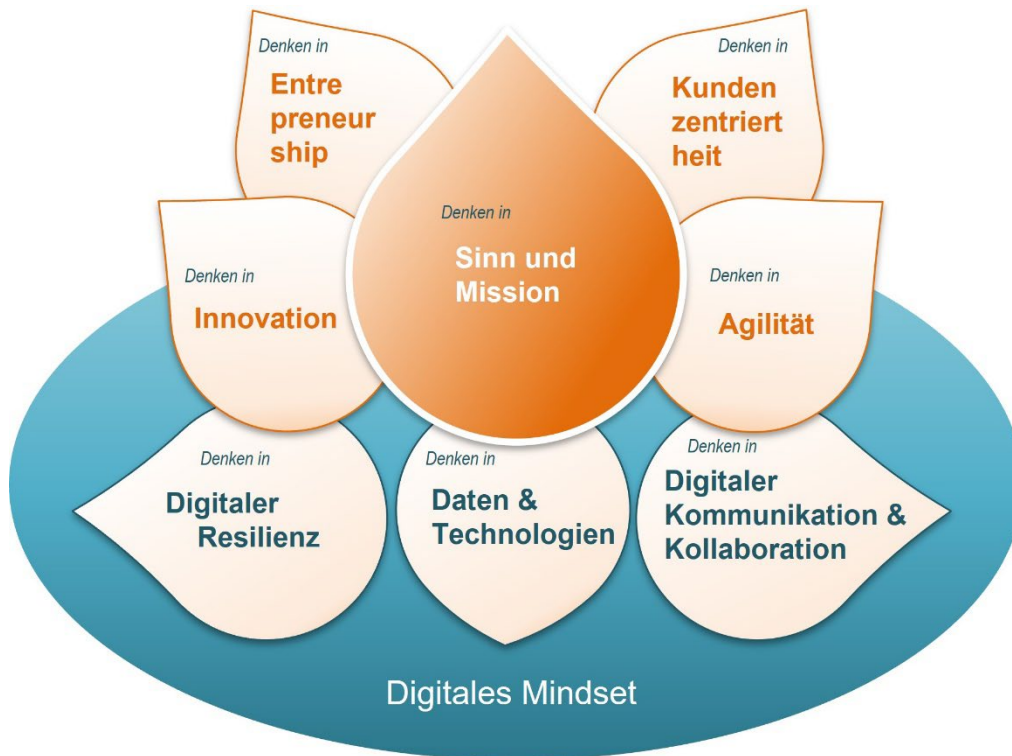 Denken in
Entre
preneur
ship
Denken in
Kunden
zentriert
heit
Denken in
Sinn und
Mission
Denken in
Innovation
Denken in
Agilität
Denken in
Digitaler
Resilienz
Denken in
Daten &
Technologien
Denken in
Digitaler
Kommunikation &
Kollaboration
Digitales Mindset